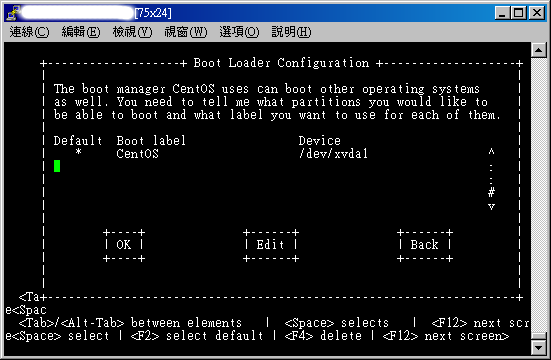 [75x24]
連線(C) 編輯(E) 檢視(V) 視窗(W) 選項(O) 說明(H)
Boot Loader Configuration
The boot manager CentOS uses can boot other operating systems
as well. You need to tell me what partitions you would like to
be able to boot and what label you want to use for each of them.
Default Boot label Device
* CentOS /dev/xvda1
^
:
:
#
v
OK Edit Back
<Ta
e<Spac
<Tab>/<Alt-Tab> between elements | <Space> selects | <F12> next scr
e<Space> select | <F2> select default | <F4> delete | <F12> next screen>